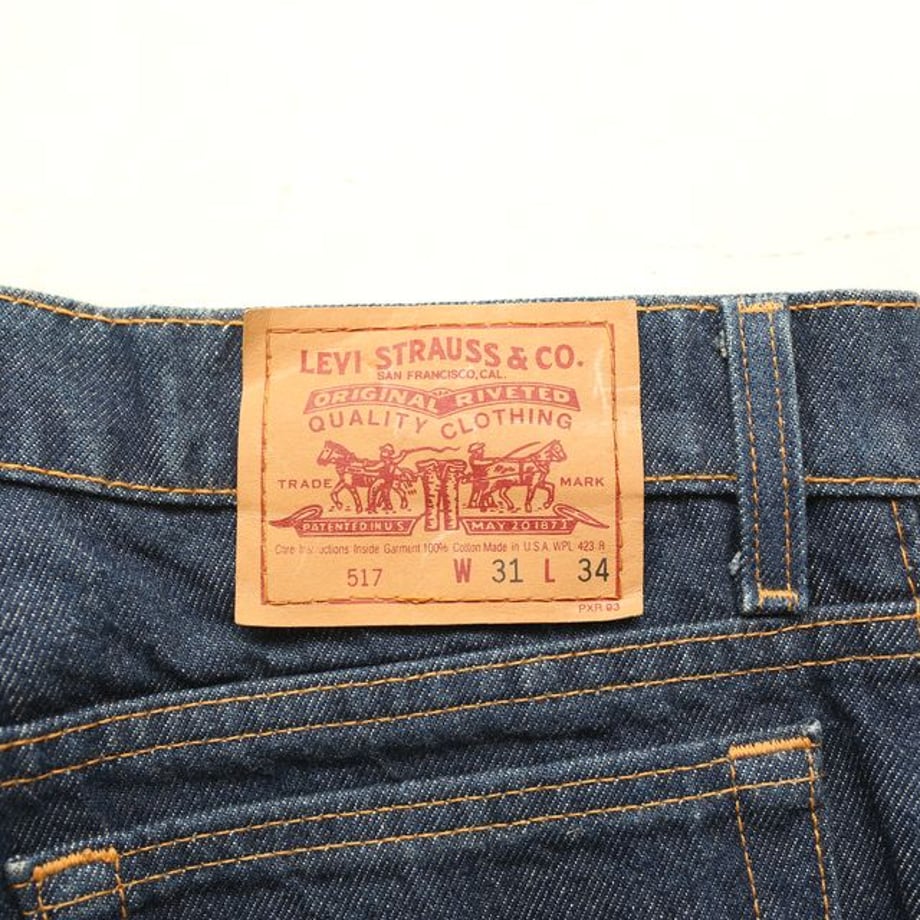 LEVI STRAUSS & CO.
SAN FRANCISCO, CAL.
ORIGINAL RIVETED
QUALITY CLOTHING
TRADE MARK
PATENTED IN U S MAY 20 1873
Care Instructions Inside Garment 100% Cotton Made in U.S.A. WPL 423 R
517 W 31 L 34
PXR 93